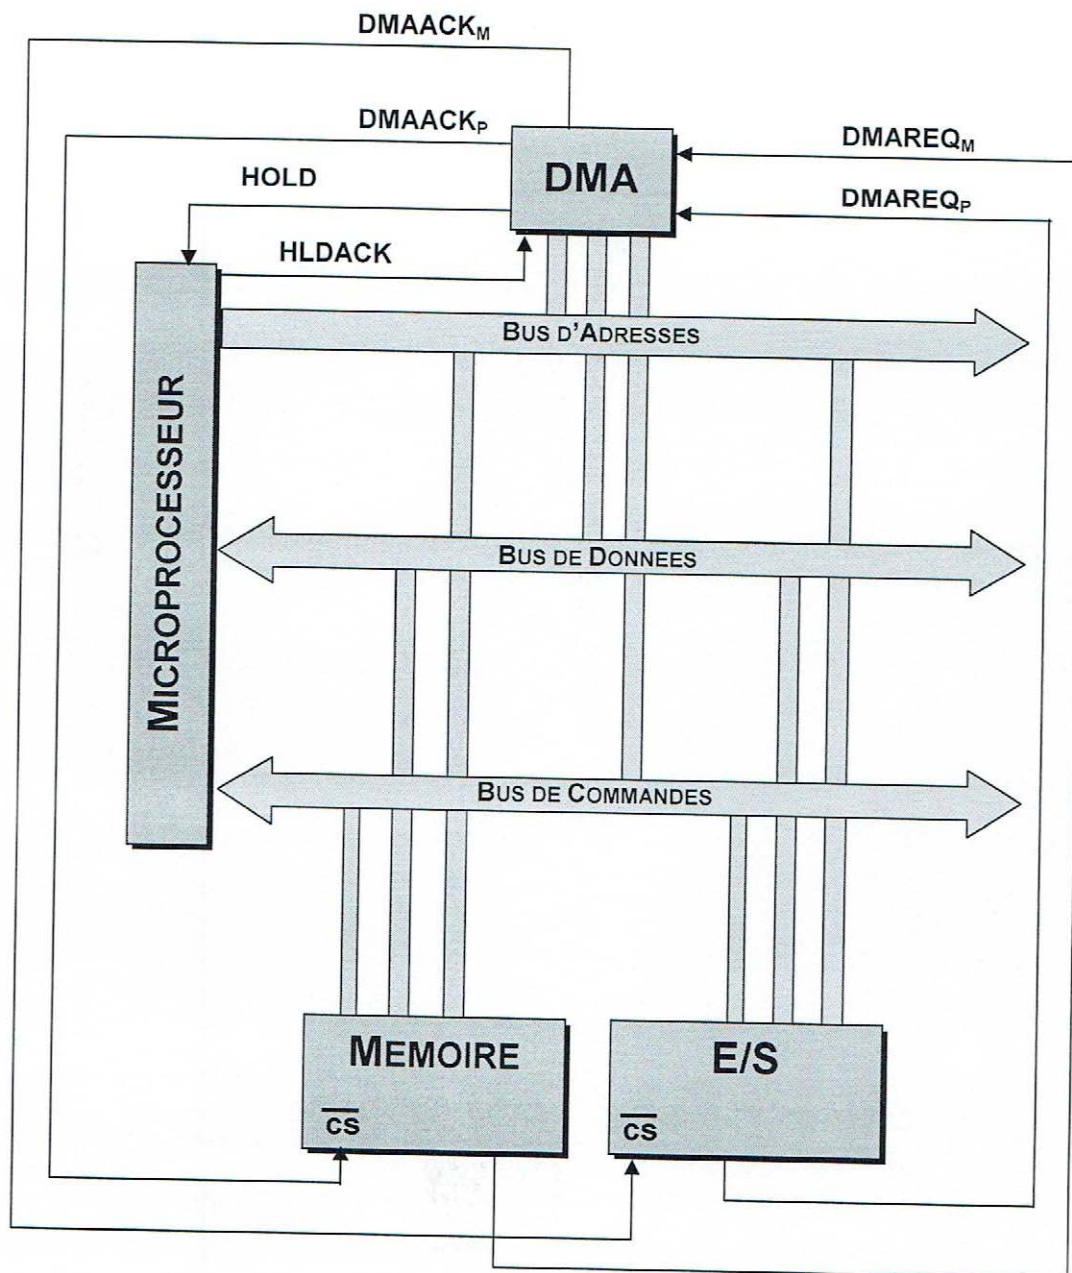 DMAACKM
DMAACKP
DMAREQM
DMA
HOLD
DMAREQP
HLDACK
BUS D'ADRESSES
MICROPROCESSEUR
BUS DE DONNEES
BUS DE COMMANDES
MEMOIRE
E/S
CS
CS